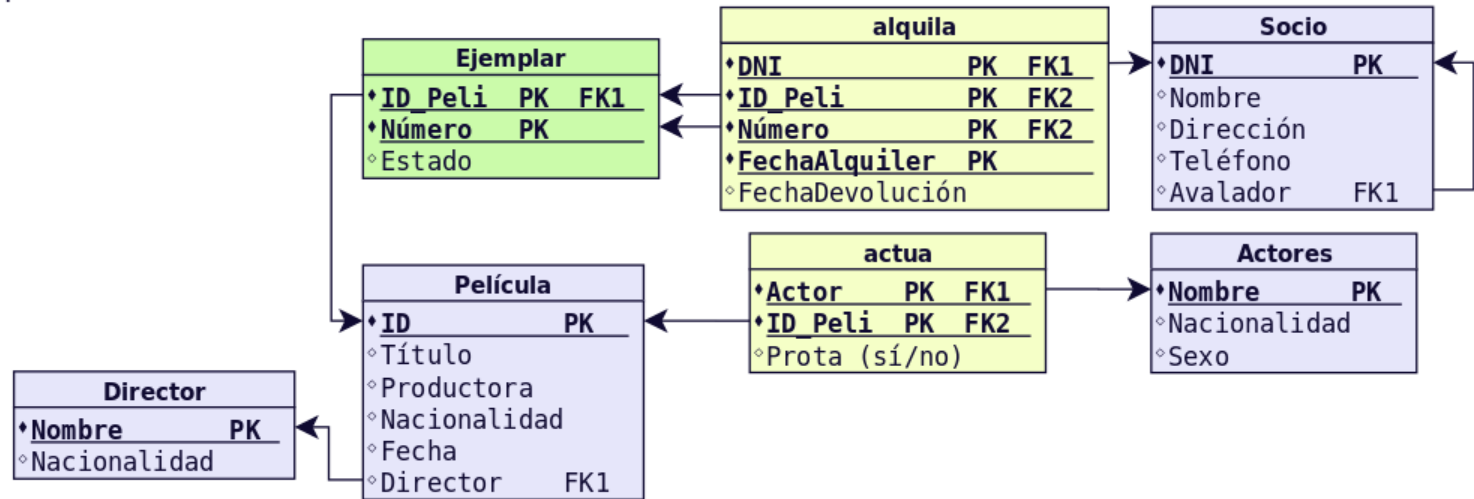 alquila
DNI PK FK1
ID_Peli PK FK2
Número PK FK2
FechaAlquiler PK
FechaDevolución
Socio
DNI PK
Nombre
Dirección
Teléfono
Avalador FK1
Ejemplar
ID_Peli PK FK1
Número PK
Estado
actua
Actor PK FK1
ID_Peli PK FK2
Prota (sí/no)
Actores
Nombre PK
Nacionalidad
Sexo
Película
ID PK
Título
Productora
Nacionalidad
Fecha
Director FK1
Director
Nombre PK
Nacionalidad